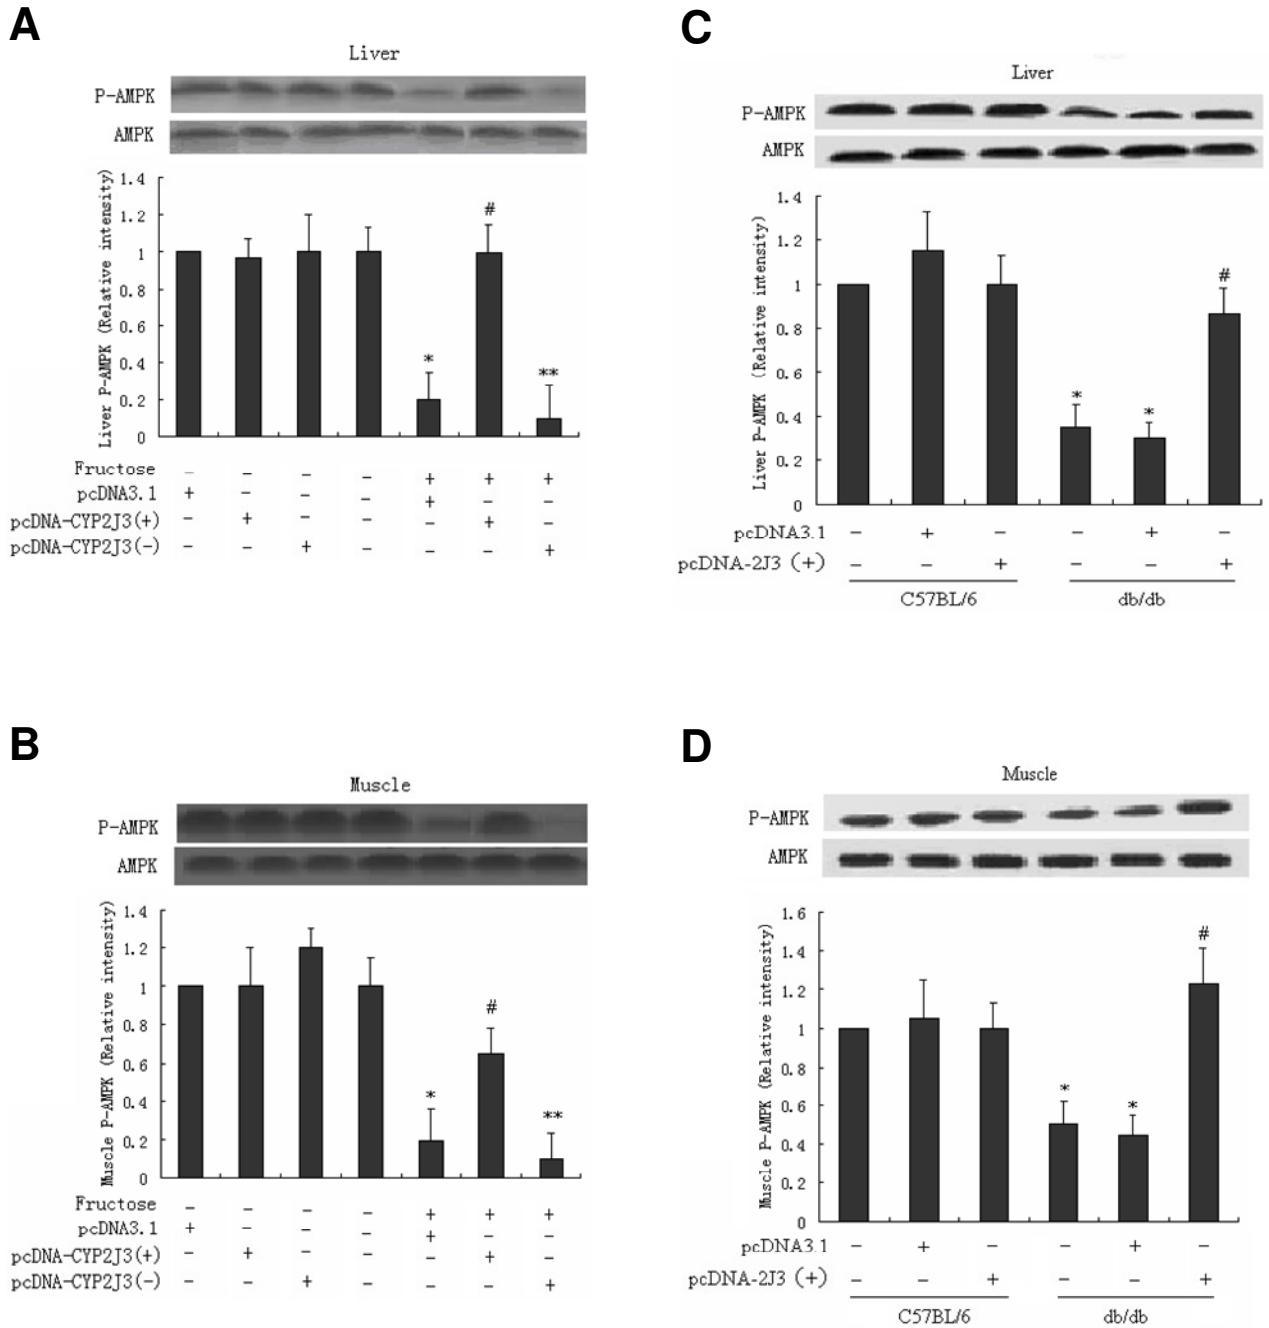 A
Liver
P-AMPK
AMPK
Liver P-AMPK (Relative intensity)
1.4
1.2
1
0.8
0.6
0.4
0.2
0
# 
* 
**
Fructose − − − − + + +
pcDNA3.1 + − − − + − −
pcDNA-CYP2J3(+) − + − − − + −
pcDNA-CYP2J3(-) − − + − − − +
C
Liver
P-AMPK
AMPK
Liver P-AMPK (Relative intensity)
1.4
1.2
1
0.8
0.6
0.4
0.2
0
#
* *
pcDNA3.1 − + − − + −
pcDNA-2J3 (+) − − + − − +
C57BL/6 db/db
B
Muscle
P-AMPK
AMPK
Muscle P-AMPK (Relative intensity)
1.4
1.2
1
0.8
0.6
0.4
0.2
0
#
* 
**
Fructose − − − − + + +
pcDNA3.1 + − − − + − −
pcDNA-CYP2J3(+) − + − − − + −
pcDNA-CYP2J3(-) − − + − − − +
D
Muscle
P-AMPK
AMPK
Muscle P-AMPK (Relative intensity)
1.6
1.4
1.2
1
0.8
0.6
0.4
0.2
0
#
* *
pcDNA3.1 − + − − + −
pcDNA-2J3 (+) − − + − − +
C57BL/6 db/db